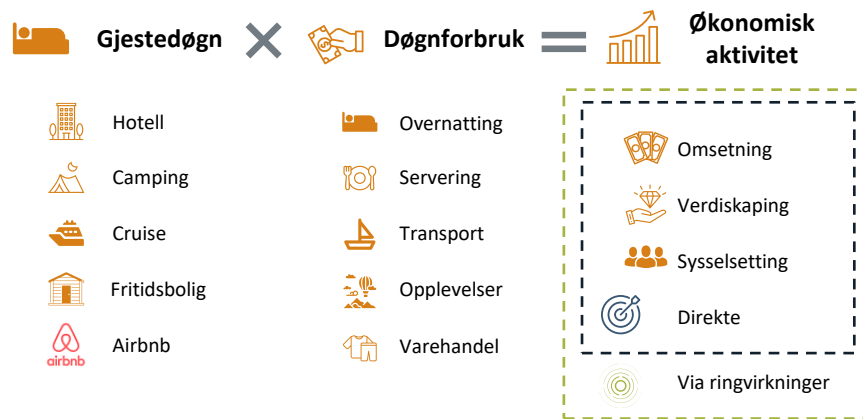 Gjestedøgn
Døgnforbruk
Økonomisk
aktivitet
Hotell
Camping
Cruise
Fritidsbolig
airbnb
Airbnb
Overnatting
Servering
Transport
Opplevelser
Varehandel
Omsetning
Verdiskaping
Sysselsetting
Direkte
Via ringvirkninger